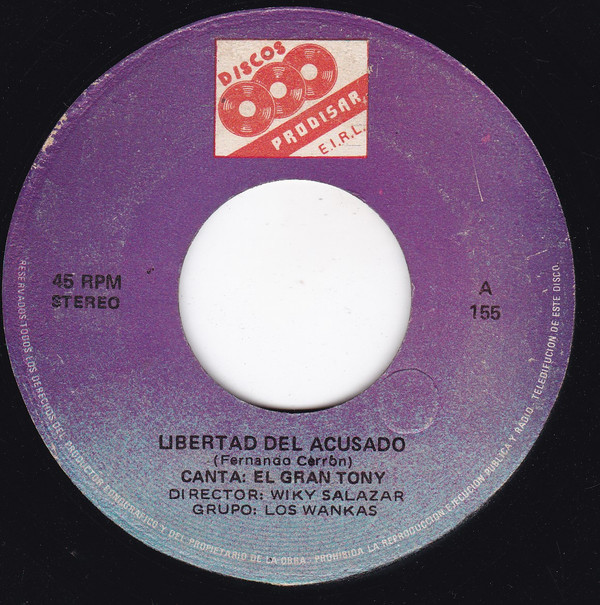 DISCOS
PRODISAR
E.I.R.L.
45 RPM
STEREO
A
155
LIBERTAD DEL ACUSADO
(Fernando Cerrón)
CANTA: EL GRAN TONY
DIRECTOR: WIKY SALAZAR
GRUPO: LOS WANKAS
RESERVADOS TODOS LOS DERECHOS DEL PRODUCTOR FONOGRAFICO Y DEL PROPIETARIO DE LA OBRA. PROHIBIDA LA REPRODUCCION EJECUCION PUBLICA Y RADIO. TELEDIFUCION DE ESTE DISCO.